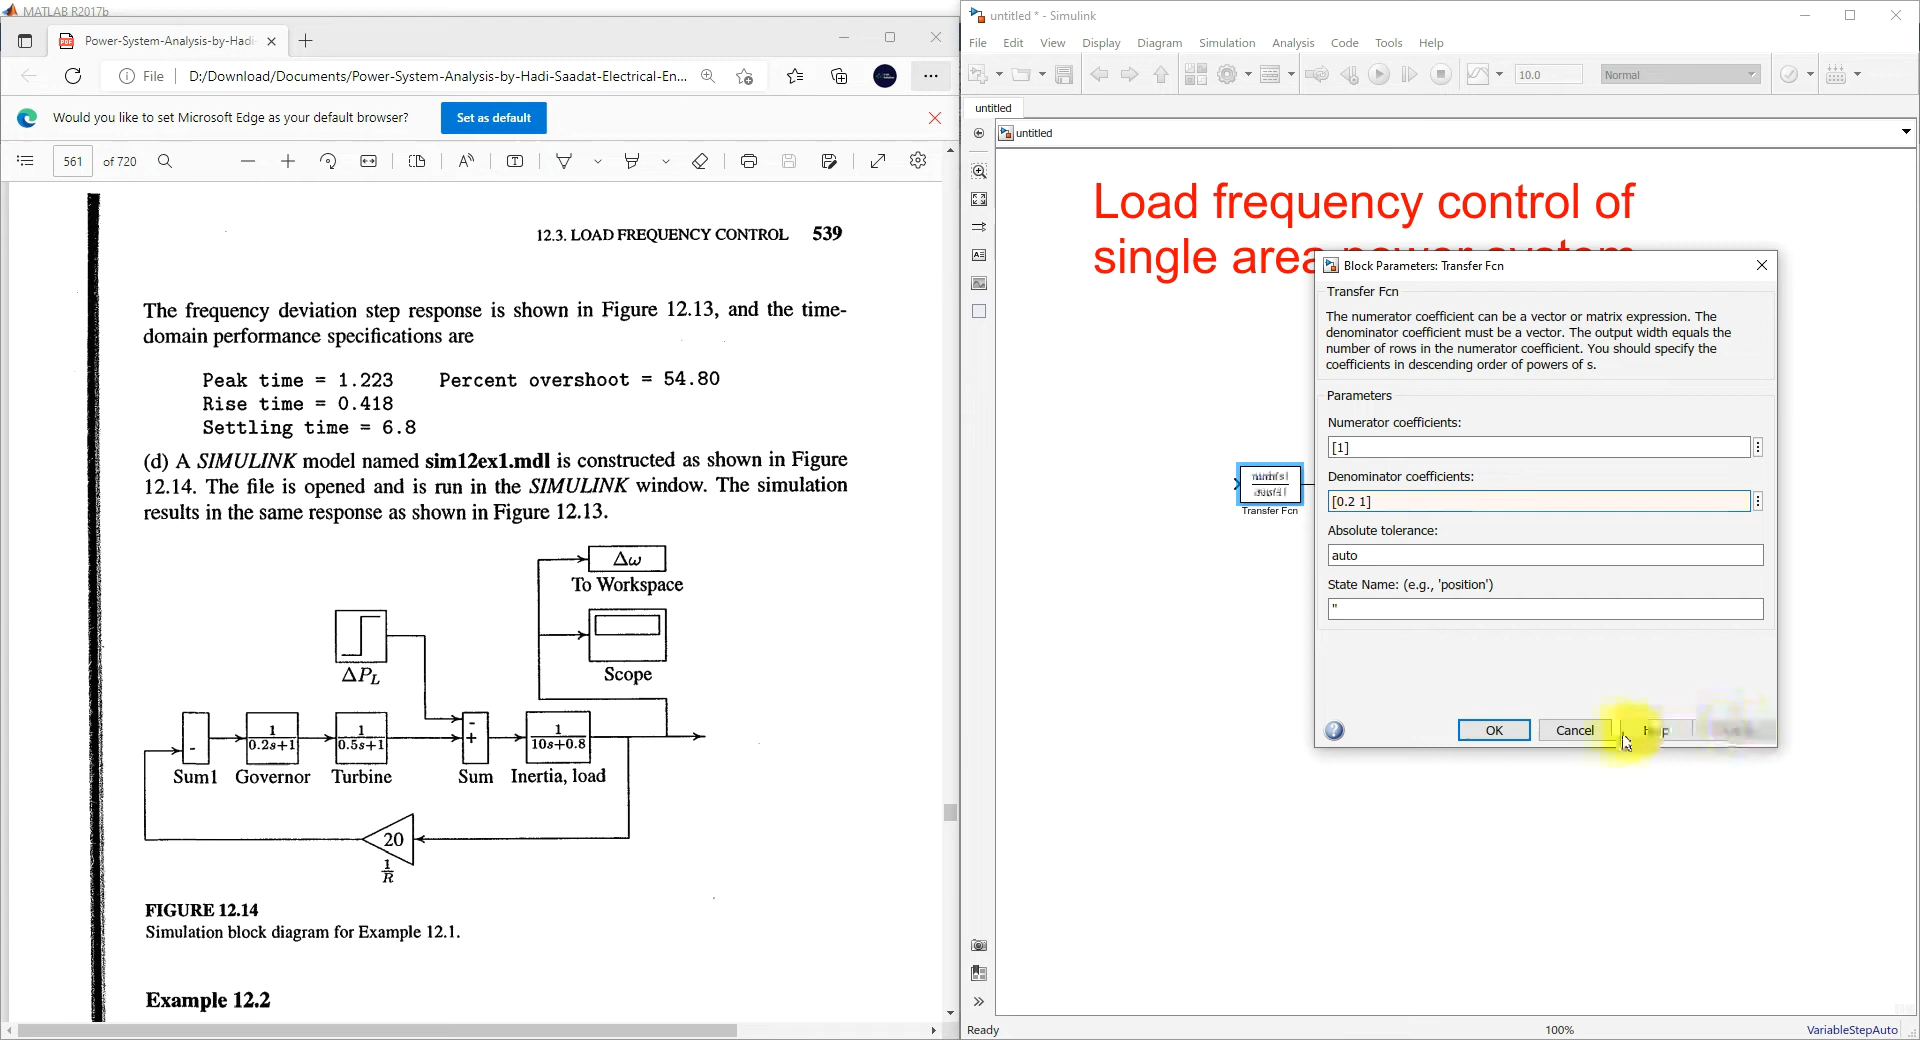 MATLAB R2017b
Power-System-Analysis-by-Hadi-
File
D:/Download/Documents/Power-System-Analysis-by-Hadi-Saadat-Electrical-En...
Would you like to set Microsoft Edge as your default browser?
Set as default
561
of 720
12.3. LOAD FREQUENCY CONTROL 539
The frequency deviation step response is shown in Figure 12.13, and the time-
domain performance specifications are
Peak time = 1.223 Percent overshoot = 54.80
Rise time = 0.418
Settling time = 6.8
(d) A SIMULINK model named sim12ex1.mdl is constructed as shown in Figure
12.14. The file is opened and is run in the SIMULINK window. The simulation
results in the same response as shown in Figure 12.13.
Δω
To Workspace
Scope
ΔP_L
-
1
0.2s+1
1
0.5s+1
-
+
1
10s+0.8
Sum1 Governor Turbine Sum Inertia, load
20
1
R
FIGURE 12.14
Simulation block diagram for Example 12.1.
Example 12.2
untitled * - Simulink
File Edit View Display Diagram Simulation Analysis Code Tools Help
10.0
Normal
untitled
untitled
Load frequency control of
single area power system
Transfer Fcn
Block Parameters: Transfer Fcn
Transfer Fcn
The numerator coefficient can be a vector or matrix expression. The
denominator coefficient must be a vector. The output width equals the
number of rows in the numerator coefficient. You should specify the
coefficients in descending order of powers of s.
Parameters
Numerator coefficients:
[1]
Denominator coefficients:
[0.2 1]
Absolute tolerance:
auto
State Name: (e.g., 'position')
''
OK
Cancel
Help
Ready
100%
VariableStepAuto